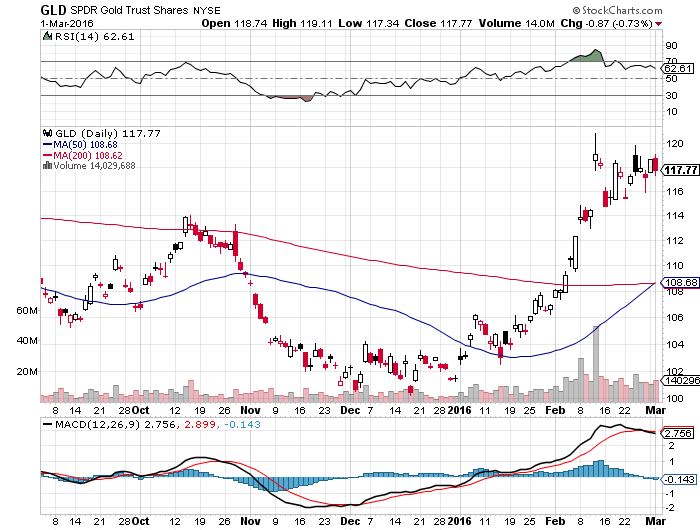 GLD SPDR Gold Trust Shares NYSE © StockCharts.com
1-Mar-2016 Open 118.74 High 119.11 Low 117.34 Close 117.77 Volume 14.0M Chg -0.87 (-0.73%)
RSI(14) 62.61
90
70
62.61
50
30
10
GLD (Daily) 117.77
MA(50) 108.68
MA(200) 108.62
Volume 14,029,688
120
117.77
116
114
112
110
108.68
106
104
102
100
60M
40M
20M
140296
8 14 21 28 Oct 12 19 26 Nov 9 16 23 Dec 7 14 21 28 2016 11 19 25 Feb 8 16 22 Mar
MACD(12,26,9) 2.756, 2.899, -0.143
2.756
2
1
-0.143
-1
-2
8 14 21 28 Oct 12 19 26 Nov 9 16 23 Dec 7 14 21 28 2016 11 19 25 Feb 8 16 22 Mar